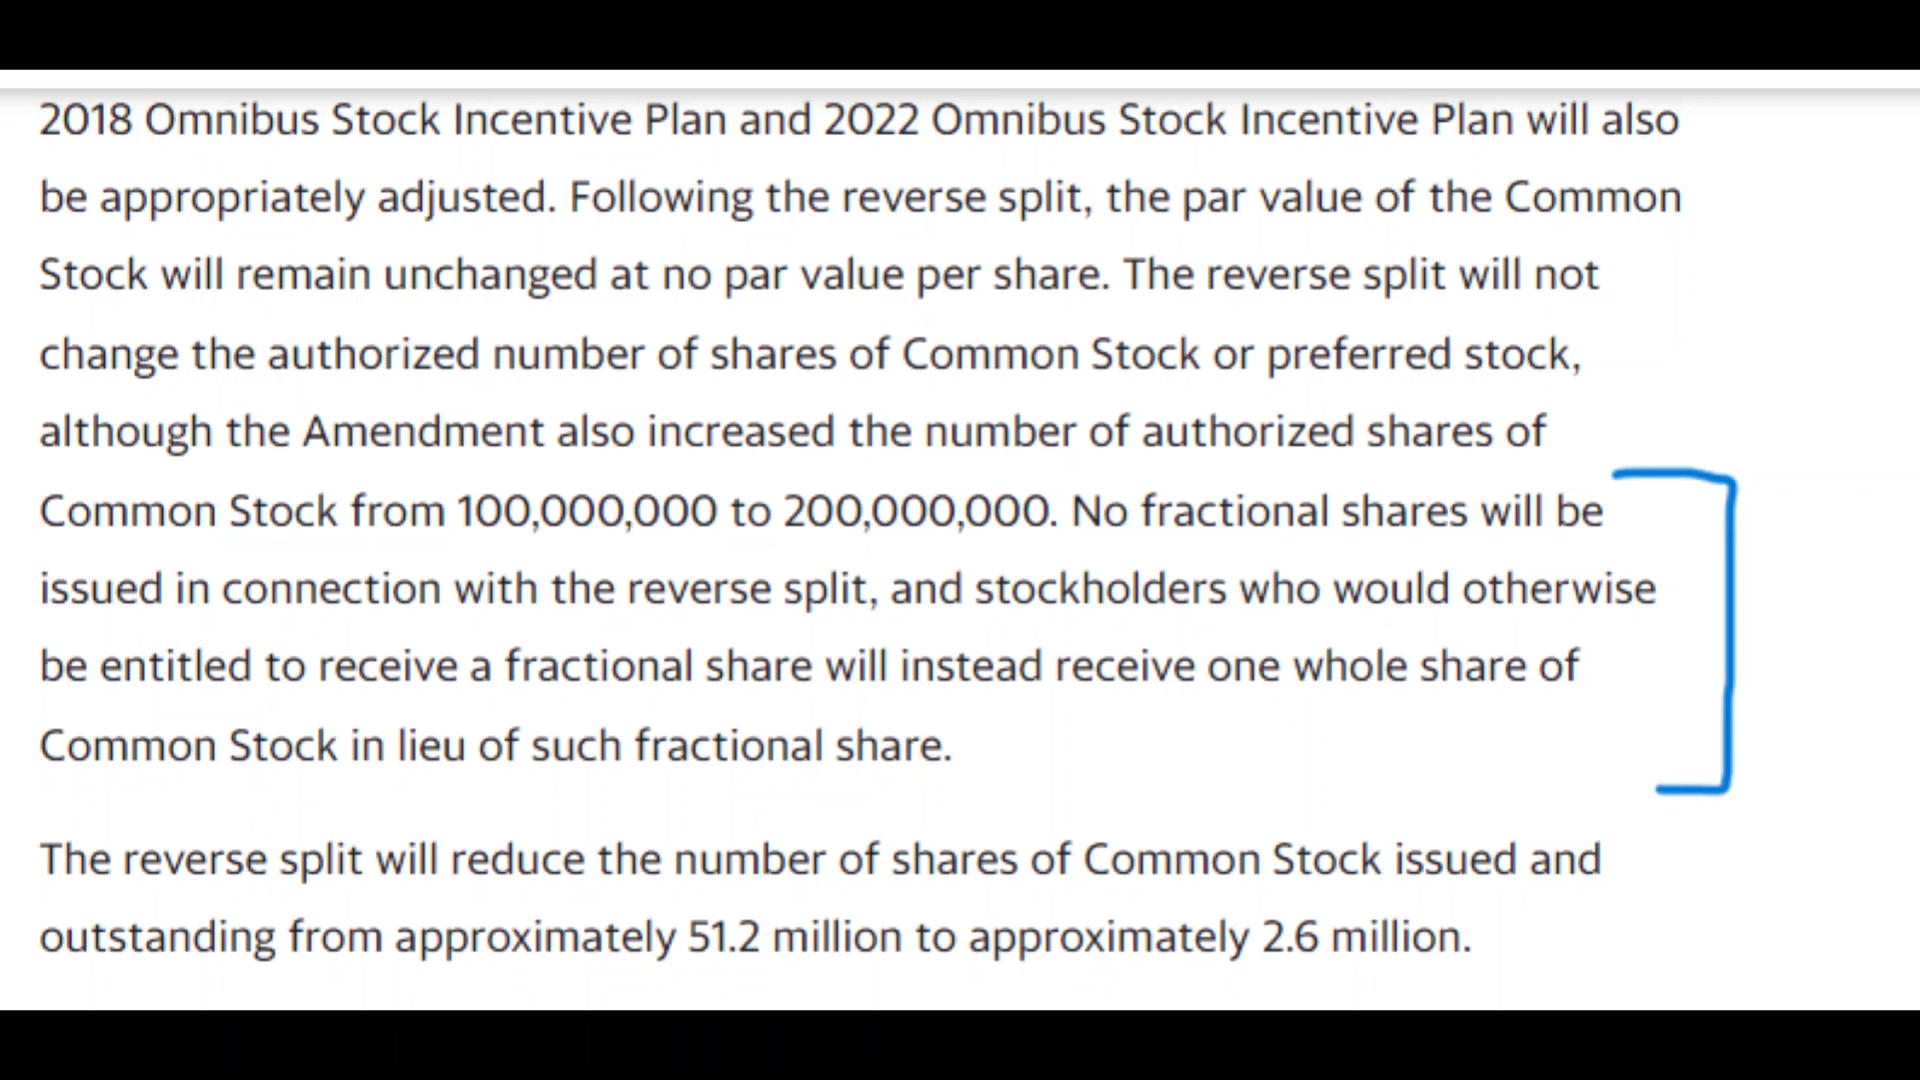 2018 Omnibus Stock Incentive Plan and 2022 Omnibus Stock Incentive Plan will also
be appropriately adjusted. Following the reverse split, the par value of the Common
Stock will remain unchanged at no par value per share. The reverse split will not
change the authorized number of shares of Common Stock or preferred stock,
although the Amendment also increased the number of authorized shares of
Common Stock from 100,000,000 to 200,000,000. No fractional shares will be
issued in connection with the reverse split, and stockholders who would otherwise
be entitled to receive a fractional share will instead receive one whole share of
Common Stock in lieu of such fractional share.
The reverse split will reduce the number of shares of Common Stock issued and
outstanding from approximately 51.2 million to approximately 2.6 million.